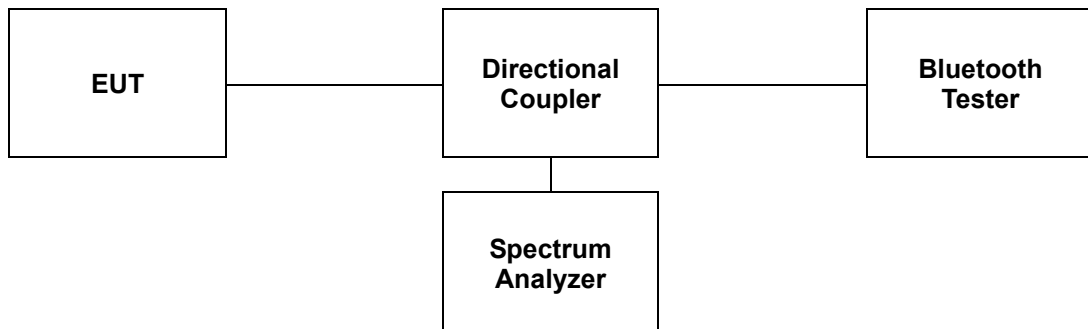 EUT
Directional
Coupler
Bluetooth
Tester
Spectrum
Analyzer